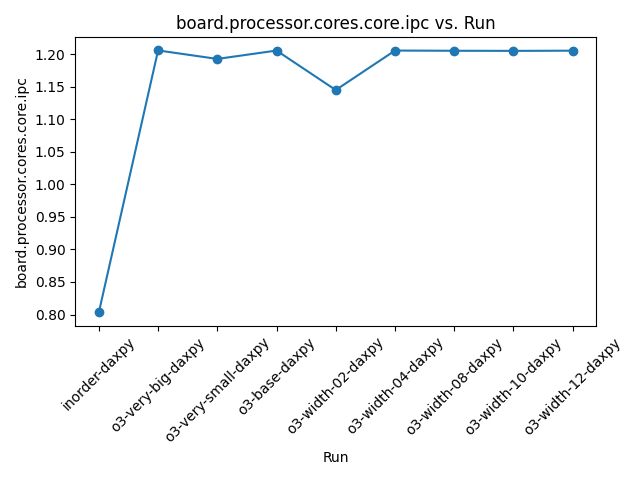 board.processor.cores.core.ipc vs. Run
board.processor.cores.core.ipc
1.20
1.15
1.10
1.05
1.00
0.95
0.90
0.85
0.80
inorder-daxpy
o3-very-big-daxpy
o3-very-small-daxpy
o3-base-daxpy
o3-width-02-daxpy
o3-width-04-daxpy
o3-width-08-daxpy
o3-width-10-daxpy
o3-width-12-daxpy
Run